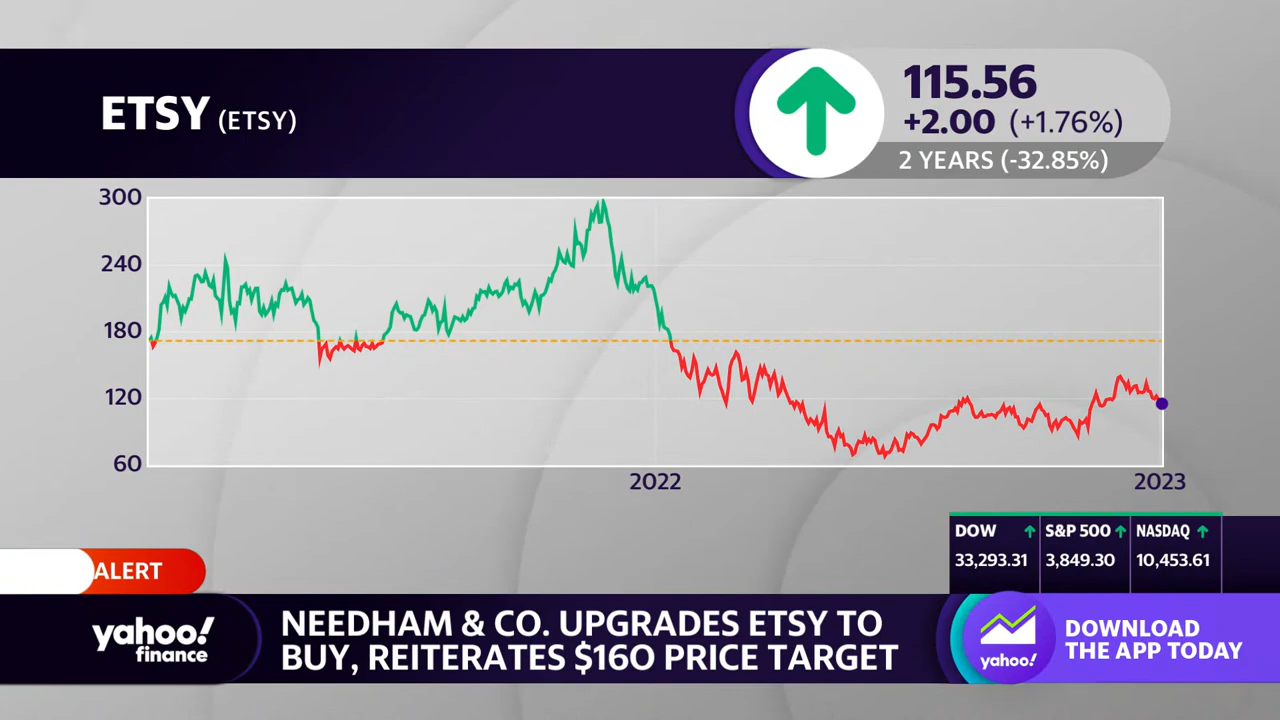 ETSY (ETSY)
115.56
+2.00 (+1.76%)
2 YEARS (-32.85%)
300
240
180
120
60
2022
2023
DOW S&P 500 NASDAQ
33,293.31 3,849.30 10,453.61
ALERT
yahoo!
finance
NEEDHAM & CO. UPGRADES ETSY TO
BUY, REITERATES $160 PRICE TARGET
yahoo!
DOWNLOAD
THE APP TODAY